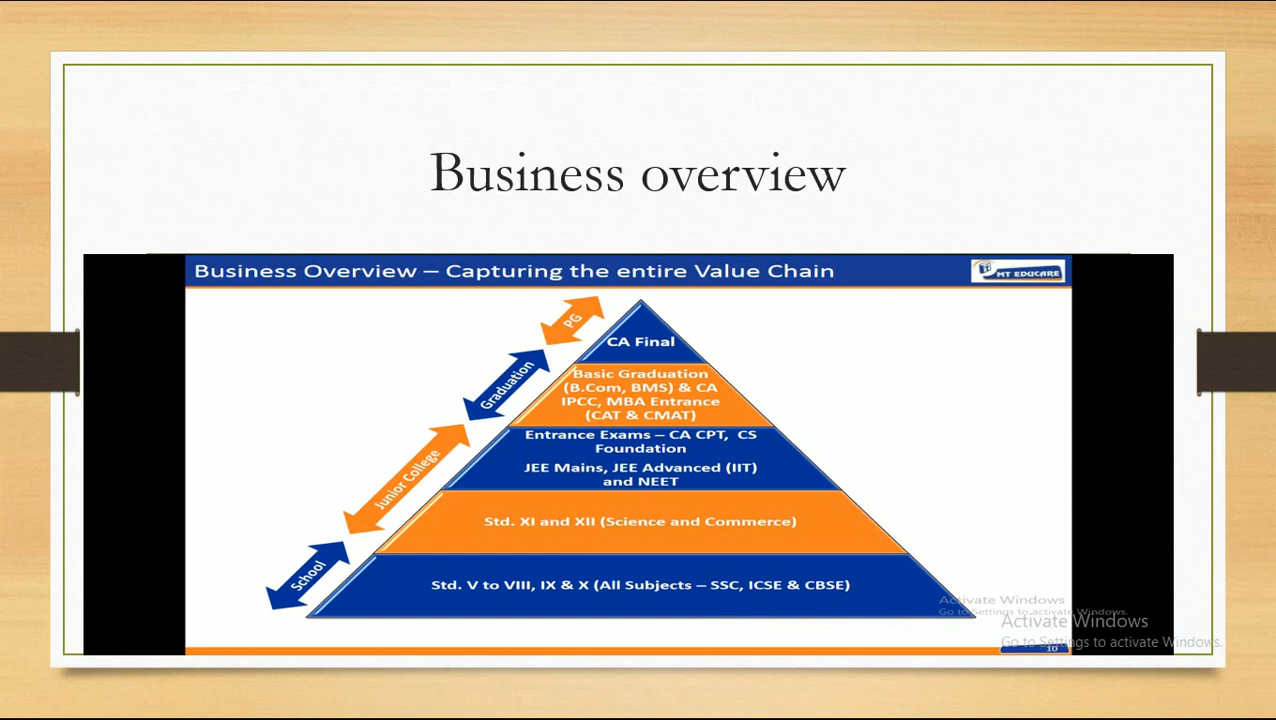 Business overview
Business Overview – Capturing the entire Value Chain
MT EDUCARE
PG
CA Final
Graduation
Basic Graduation
(B.Com, BMS) & CA
IPCC, MBA Entrance
(CAT & CMAT)
Junior College
Entrance Exams – CA CPT, CS
Foundation
JEE Mains, JEE Advanced (IIT)
and NEET
Std. XI and XII (Science and Commerce)
School
Std. V to VIII, IX & X (All Subjects – SSC, ICSE & CBSE)
Activate Windows
Go to Settings to activate Windows.
Activate Windows
Go to Settings to activate Windows.
10